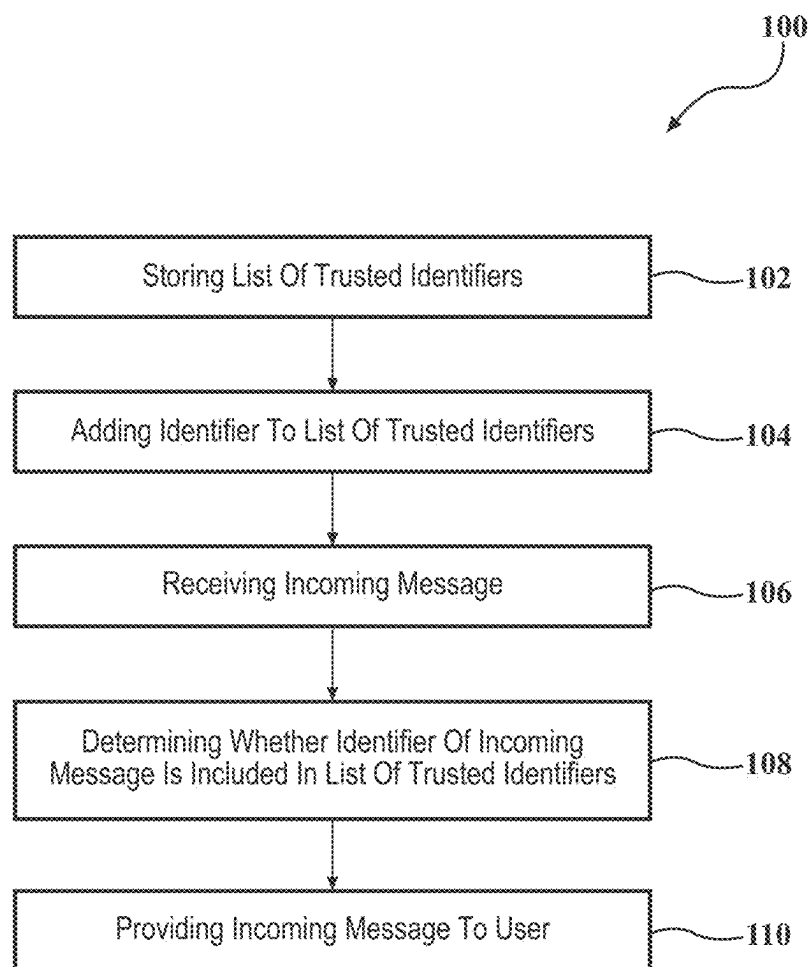 100
Storing List Of Trusted Identifiers
102
Adding Identifier To List Of Trusted Identifiers
104
Receiving Incoming Message
106
Determining Whether Identifier Of Incoming
Message Is Included In List Of Trusted Identifiers
108
Providing Incoming Message To User
110